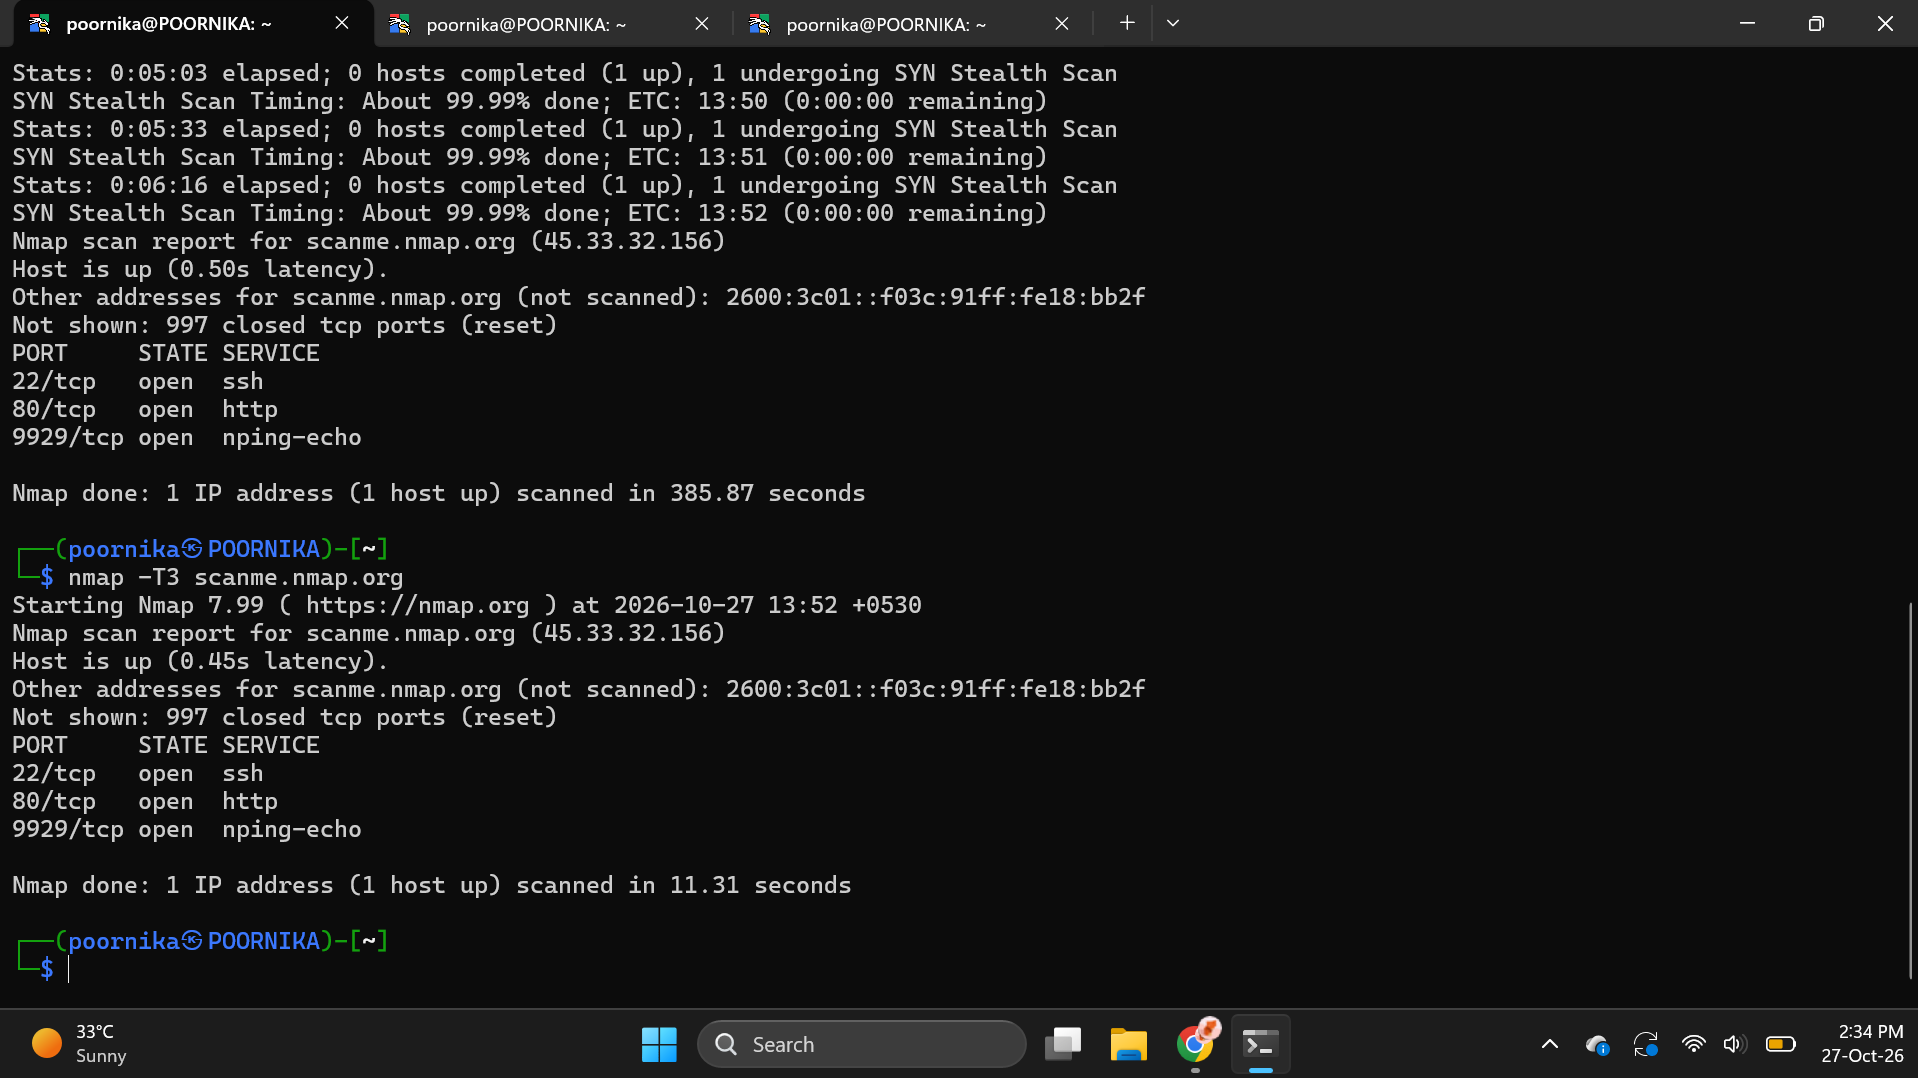 poornika@POORNIKA: ~
poornika@POORNIKA: ~
poornika@POORNIKA: ~
Stats: 0:05:03 elapsed; 0 hosts completed (1 up), 1 undergoing SYN Stealth Scan
SYN Stealth Scan Timing: About 99.99% done; ETC: 13:50 (0:00:00 remaining)
Stats: 0:05:33 elapsed; 0 hosts completed (1 up), 1 undergoing SYN Stealth Scan
SYN Stealth Scan Timing: About 99.99% done; ETC: 13:51 (0:00:00 remaining)
Stats: 0:06:16 elapsed; 0 hosts completed (1 up), 1 undergoing SYN Stealth Scan
SYN Stealth Scan Timing: About 99.99% done; ETC: 13:52 (0:00:00 remaining)
Nmap scan report for scanme.nmap.org (45.33.32.156)
Host is up (0.50s latency).
Other addresses for scanme.nmap.org (not scanned): 2600:3c01::f03c:91ff:fe18:bb2f
Not shown: 997 closed tcp ports (reset)
PORT     STATE SERVICE
22/tcp   open  ssh
80/tcp   open  http
9929/tcp open  nping-echo
Nmap done: 1 IP address (1 host up) scanned in 385.87 seconds
┌──(poornika㉿POORNIKA)-[~]
└─$ nmap -T3 scanme.nmap.org
Starting Nmap 7.99 ( https://nmap.org ) at 2026-10-27 13:52 +0530
Nmap scan report for scanme.nmap.org (45.33.32.156)
Host is up (0.45s latency).
Other addresses for scanme.nmap.org (not scanned): 2600:3c01::f03c:91ff:fe18:bb2f
Not shown: 997 closed tcp ports (reset)
PORT     STATE SERVICE
22/tcp   open  ssh
80/tcp   open  http
9929/tcp open  nping-echo
Nmap done: 1 IP address (1 host up) scanned in 11.31 seconds
┌──(poornika㉿POORNIKA)-[~]
└─$
33°C
Sunny
Search
2:34 PM
27-Oct-26